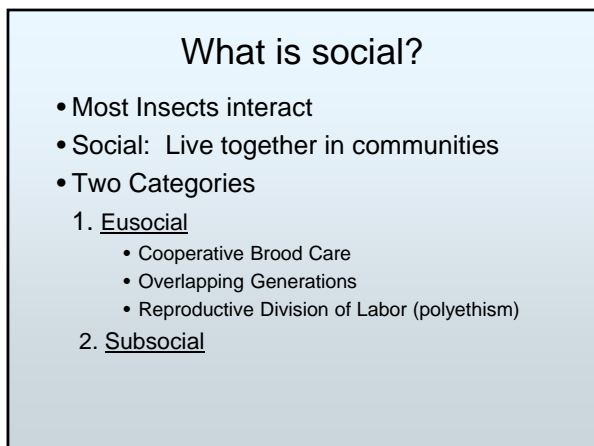 What is social?
• Most Insects interact
• Social: Live together in communities
• Two Categories
1. Eusocial
• Cooperative Brood Care
• Overlapping Generations
• Reproductive Division of Labor (polyethism)
2. Subsocial